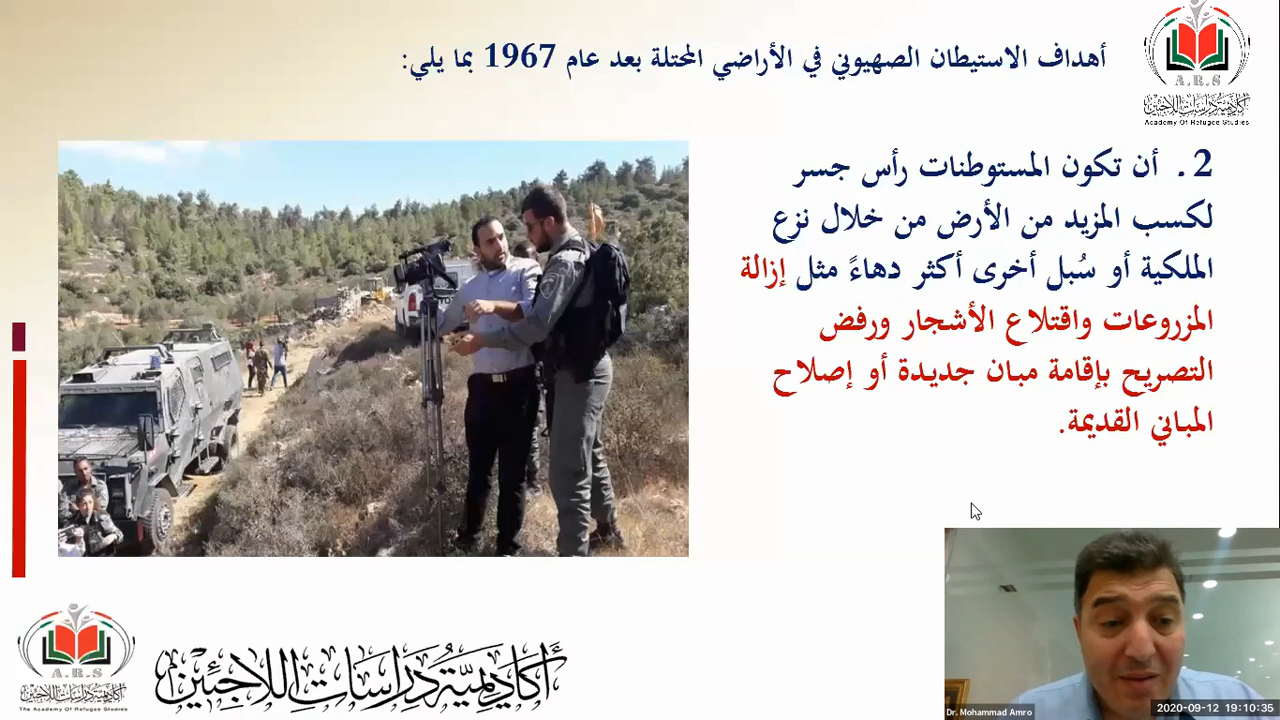 أهداف الاستيطان الصهيوني في الأراضي المحتلة بعد عام 1967 بما يلي:
A.R.S
أكاديمية دراسات اللاجئين
Academy Of Refugee Studies
2. أن تكون المستوطنات رأس جسر
لكسب المزيد من الأرض من خلال نزع
الملكية أو سُبل أخرى أكثر دهاءً مثل إزالة
المزروعات واقتلاع الأشجار ورفض
التصريح بإقامة مبان جديدة أو إصلاح
المباني القديمة.
A.R.S
أكاديمية دراسات اللاجئين
The Academy Of Refugee Studies
أكاديميّة دراسات اللاجئين
Dr. Mohammad Amro
2020-09-12 19:10:35